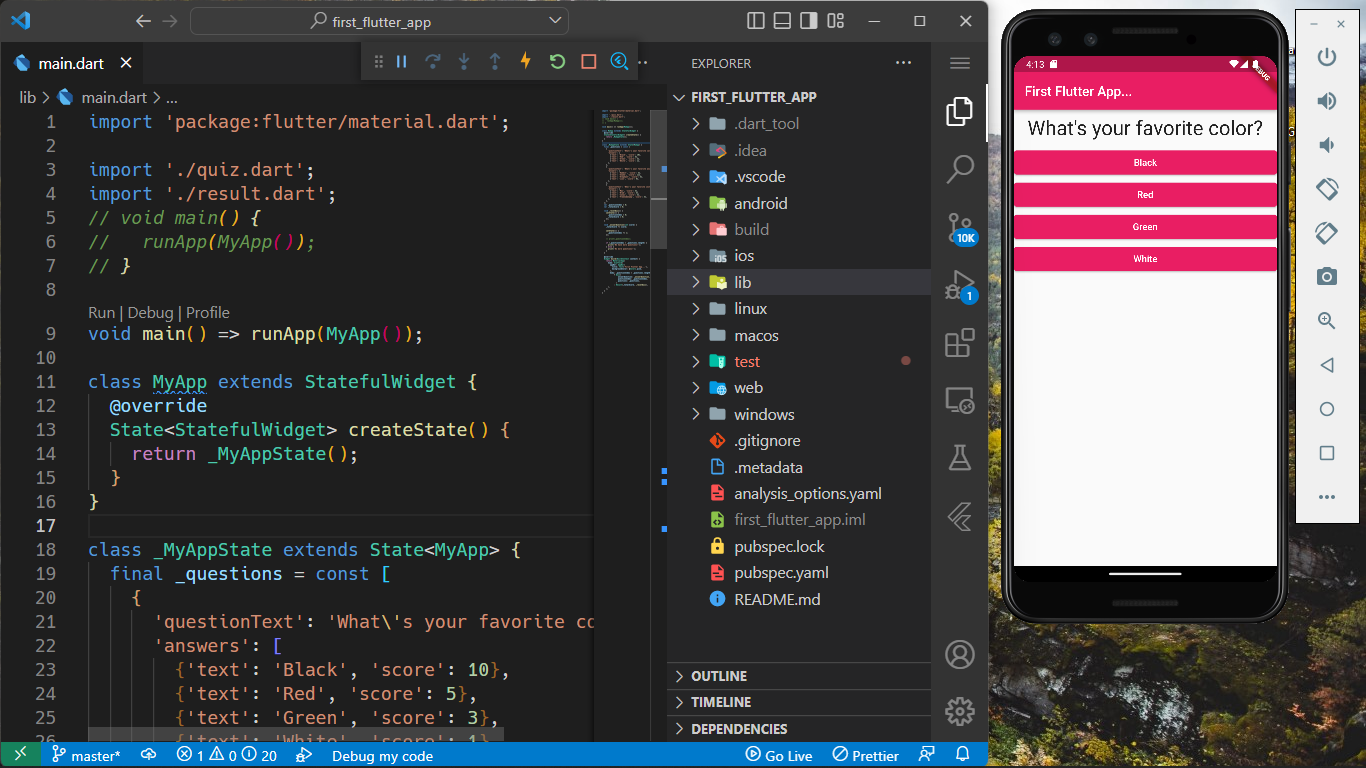 first_flutter_app
main.dart
lib > main.dart > ...
1 import 'package:flutter/material.dart';
2
3 import './quiz.dart';
4 import './result.dart';
5 // void main() {
6 //   runApp(MyApp());
7 // }
8
Run | Debug | Profile
9 void main() => runApp(MyApp());
10
11 class MyApp extends StatefulWidget {
12   @override
13   State<StatefulWidget> createState() {
14     return _MyAppState();
15   }
16 }
17
18 class _MyAppState extends State<MyApp> {
19   final _questions = const [
20     {
21       'questionText': 'What\'s your favorite co
22       'answers': [
23         {'text': 'Black', 'score': 10},
24         {'text': 'Red', 'score': 5},
25         {'text': 'Green', 'score': 3},
26         {'text': 'White', 'score': 1}
EXPLORER
FIRST_FLUTTER_APP
.dart_tool
.idea
.vscode
android
build
ios
lib
linux
macos
test
web
windows
.gitignore
.metadata
analysis_options.yaml
first_flutter_app.iml
pubspec.lock
pubspec.yaml
README.md
OUTLINE
TIMELINE
DEPENDENCIES
10K
1
master*
1 0 20
Debug my code
Go Live
Prettier
4:13
DEBUG
First Flutter App...
What's your favorite color?
Black
Red
Green
White